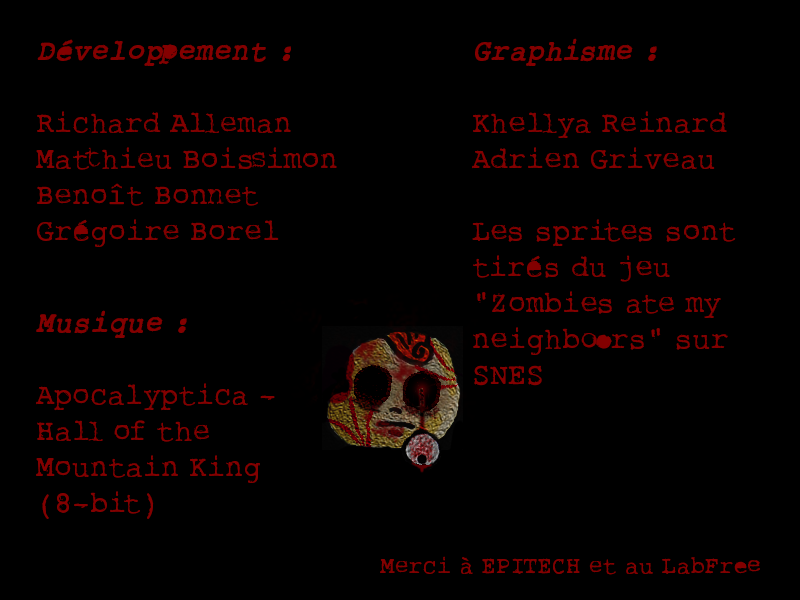 Développement :
Richard Alleman
Matthieu Boissimon
Benoît Bonnet
Grégoire Borel
Musique :
Apocalyptica -
Hall of the
Mountain King
(8-bit)
Graphisme :
Khellya Reinard
Adrien Griveau
Les sprites sont
tirés du jeu
"Zombies ate my
neighboors" sur
SNES
Merci à EPITECH et au LabFree